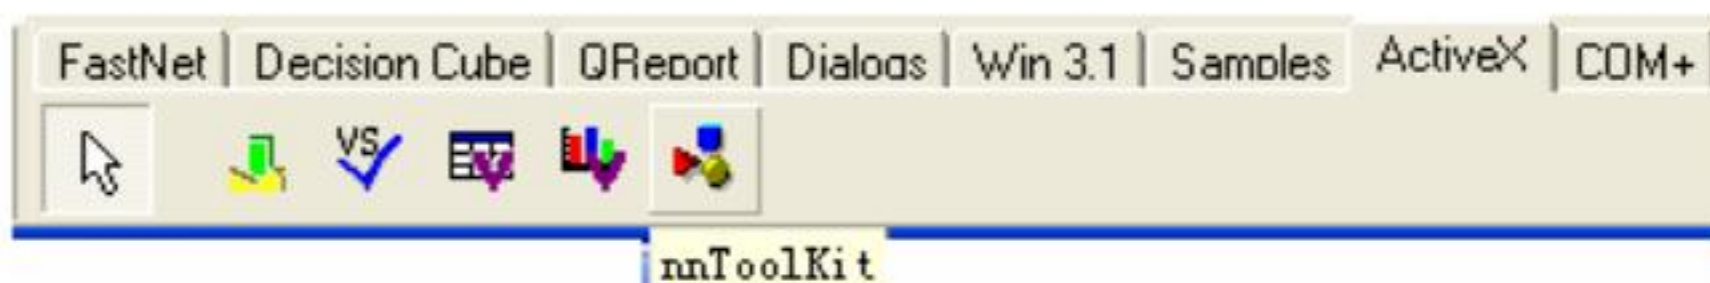 FastNet Decision Cube QReport Dialogs Win 3.1 Samples ActiveX COM+
VS
nnToolKit